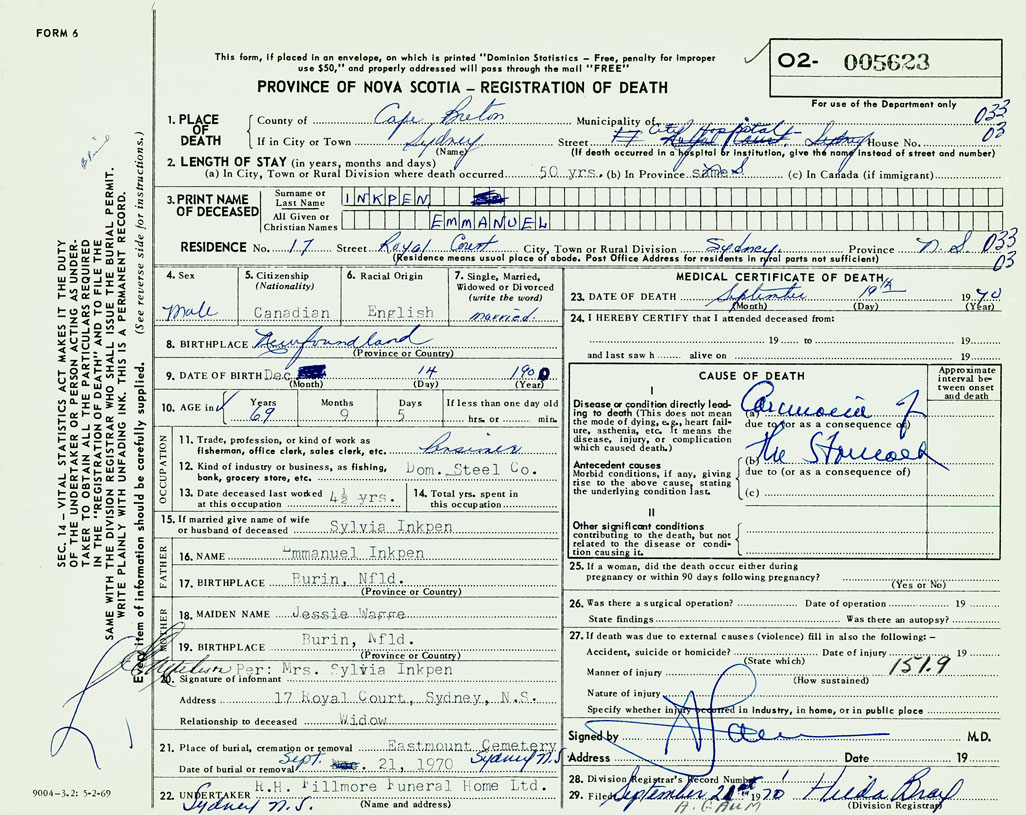 FORM 6
This form, if placed in an envelope, on which is printed "Dominion Statistics – Free, penalty for improper
use $50," and properly addressed will pass through the mail "FREE"
O2- 005623
For use of the Department only
PROVINCE OF NOVA SCOTIA – REGISTRATION OF DEATH
1. PLACE OF DEATH
County of Cape Breton Municipality of 033
If in City or Town Sydney (Name) Street City Hospital Sydney House No. 03
(If death occurred in a hospital or institution, give the name instead of street and number)
2. LENGTH OF STAY (in years, months and days)
(a) In City, Town or Rural Division where death occurred 50 yrs. (b) In Province (c) In Canada (if immigrant)
3. PRINT NAME OF DECEASED
Surname or Last Name INKPEN
All Given or Christian Names EMMANUEL
RESIDENCE No. 17 Street Royal Court City, Town or Rural Division Sydney Province N.S 033
(Residence means usual place of abode. Post Office Address for residents in rural parts not sufficient) 03
4. Sex
Male
5. Citizenship
(Nationality)
Canadian
6. Racial Origin
English
7. Single, Married,
Widowed or Divorced
(write the word)
married
8. BIRTHPLACE Newfoundland
(Province or Country)
9. DATE OF BIRTH Dec 14 1900
(Month) (Day) (Year)
10. AGE in Years 69 Months 9 Days 5 If less than one day old
hrs. or min.
OCCUPATION
11. Trade, profession, or kind of work as
fisherman, office clerk, sales clerk, etc.
12. Kind of industry or business, as fishing,
bank, grocery store, etc. Dom. Steel Co.
13. Date deceased last worked
at this occupation 4½ yrs.
14. Total yrs. spent in
this occupation
15. If married give name of wife
or husband of deceased Sylvia Inkpen
FATHER
16. NAME Emmanuel Inkpen
17. BIRTHPLACE Burin, Nfld.
(Province or Country)
MOTHER
18. MAIDEN NAME Jessie
19. BIRTHPLACE Burin, Nfld.
(Province or Country)
Per: Mrs. Sylvia Inkpen
20. Signature of informant
Address 17 Royal Court, Sydney, N.S.
Relationship to deceased Widow
21. Place of burial, cremation or removal Eastmount Cemetery
Sydney N.S.
Date of burial or removal Sept. 21, 1970
22. UNDERTAKER R.H. Fillmore Funeral Home Ltd.
Sydney N.S. (Name and address)
MEDICAL CERTIFICATE OF DEATH
23. DATE OF DEATH September 19th 1970
(Month) (Day) (Year)
24. I HEREBY CERTIFY that I attended deceased from:
19 to 19
and last saw h alive on 19
CAUSE OF DEATH
Approximate interval between onset and death
I
Disease or condition directly leading to death (This does not mean the mode of dying, e.g., heart failure, asthenia, etc. It means the disease, injury, or complication which caused death.)
(a) Carcinoma of
due to (or as a consequence of)
(b) the Stomach
due to (or as a consequence of)
(c)
Antecedent causes
Morbid conditions, if any, giving
rise to the above cause, stating
the underlying condition last.
II
Other significant conditions
contributing to the death, but not
related to the disease or condition causing it.
25. If a woman, did the death occur either during
pregnancy or within 90 days following pregnancy?
(Yes or No)
26. Was there a surgical operation? Date of operation 19
State findings Was there an autopsy?
27. If death was due to external causes (violence) fill in also the following: –
Accident, suicide or homicide? Date of injury 19
(State which) 151.9
Manner of injury
(How sustained)
Nature of injury
Specify whether injury occurred in Industry, in home, or in public place
Signed by M.D.
Address Date 19
28. Division Registrar's Record Number
29. Filed September 21st 1970 Hilda Bray
A. GAUM (Division Registrar)
SEC. 14 – VITAL STATISTICS ACT MAKES IT THE DUTY
OF THE UNDERTAKER OR PERSON ACTING AS UNDER-
TAKER TO OBTAIN ALL THE PARTICULARS REQUIRED
IN THE "REGISTRATION OF DEATH" AND TO FILE THE
SAME WITH THE DIVISION REGISTRAR WHO SHALL ISSUE THE BURIAL PERMIT.
WRITE PLAINLY WITH UNFADING INK. THIS IS A PERMANENT RECORD.
Every item of information should be carefully supplied. (See reverse side for instructions.)
9004-3.2: 5-2-69